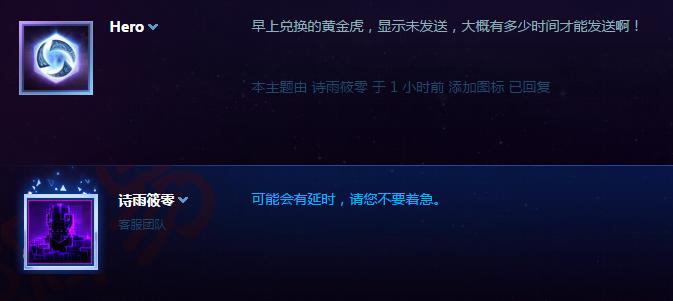 Hero
早上兑换的黄金虎，显示未发送，大概有多少时间才能发送啊！
本主题由 诗雨筱零 于 1 小时前 添加图标 已回复
诗雨筱零
客服团队
可能会有延时，请您不要着急。